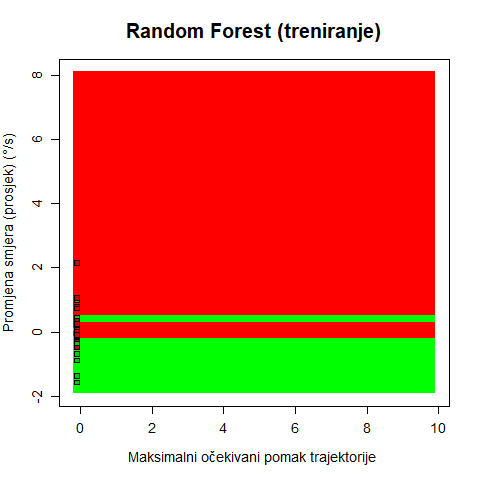 Random Forest (treniranje)
Promjena smjera (prosjek) (°/s)
8
6
4
2
0
-2
0 2 4 6 8 10
Maksimalni očekivani pomak trajektorije